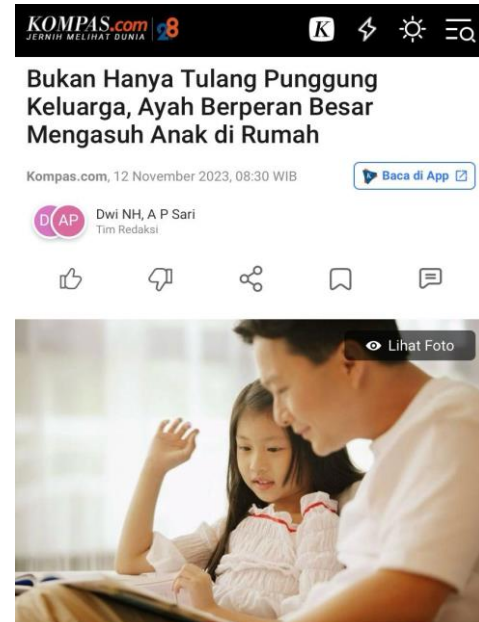 KOMPAS.com 28
JERNIH MELIHAT DUNIA
K
Bukan Hanya Tulang Punggung
Keluarga, Ayah Berperan Besar
Mengasuh Anak di Rumah
Kompas.com, 12 November 2023, 08:30 WIB
Baca di App
D AP
Dwi NH, A P Sari
Tim Redaksi
Lihat Foto